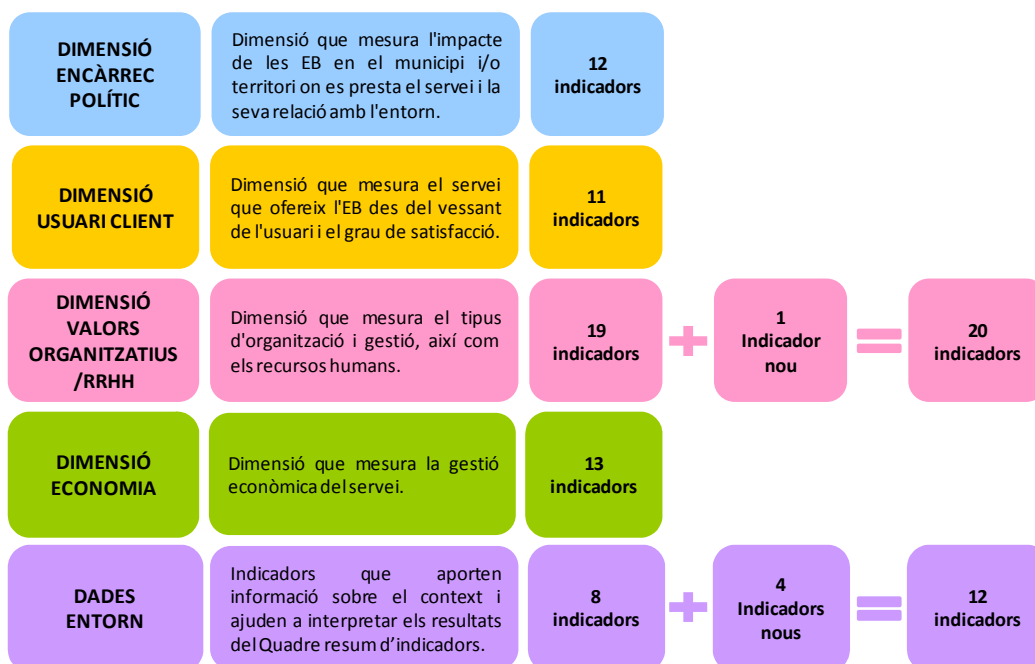 DIMENSIÓ
ENCÀRREC
POLÍTIC
Dimensió que mesura l'impacte
de les EB en el municipi i/o
territori on es presta el servei i la
seva relació amb l'entorn.
12
indicadors
DIMENSIÓ
USUARI CLIENT
Dimensió que mesura el servei
que ofereix l'EB des del vessant
de l'usuari i el grau de satisfacció.
11
indicadors
DIMENSIÓ
VALORS
ORGANITZATIUS
/RRHH
Dimensió que mesura el tipus
d'organització i gestió, així com
els recursos humans.
19
indicadors
+
1
Indicador
nou
=
20
indicadors
DIMENSIÓ
ECONOMIA
Dimensió que mesura la gestió
econòmica del servei.
13
indicadors
DADES
ENTORN
Indicadors que aporten
informació sobre el context i
ajuden a interpretar els resultats
del Quadre resum d'indicadors.
8
indicadors
+
4
Indicadors
nous
=
12
indicadors